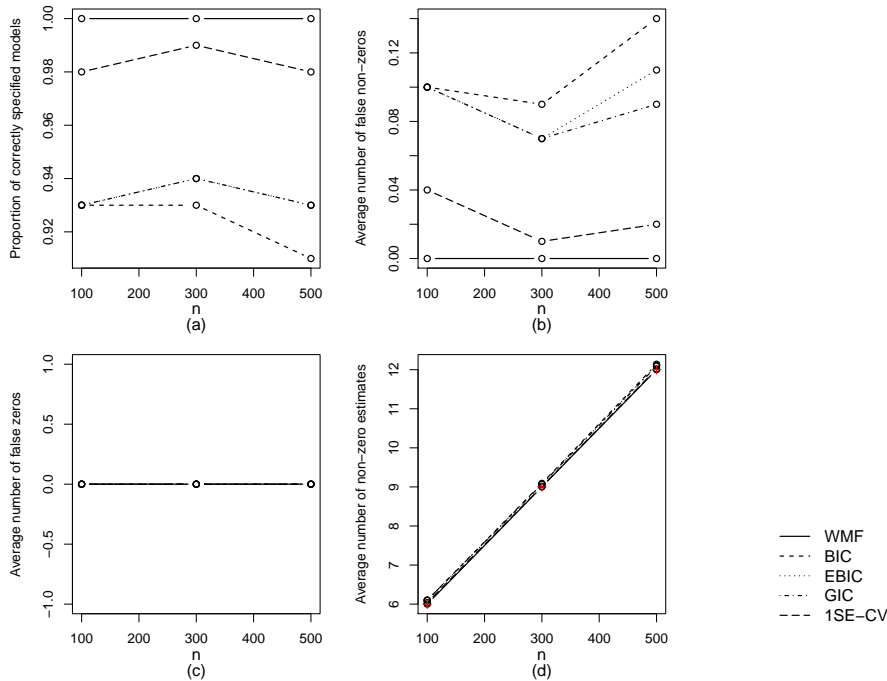 Proportion of correctly specified models
0.92 0.94 0.96 0.98 1.00
100 200 300 400 500
n
(a)
Average number of false non−zeros
0.00 0.04 0.08 0.12
100 200 300 400 500
n
(b)
Average number of false zeros
−1.0 −0.5 0.0 0.5 1.0
100 200 300 400 500
n
(c)
Average number of non−zero estimates
6 7 8 9 10 11 12
100 200 300 400 500
n
(d)
WMF
BIC
EBIC
GIC
1SE−CV